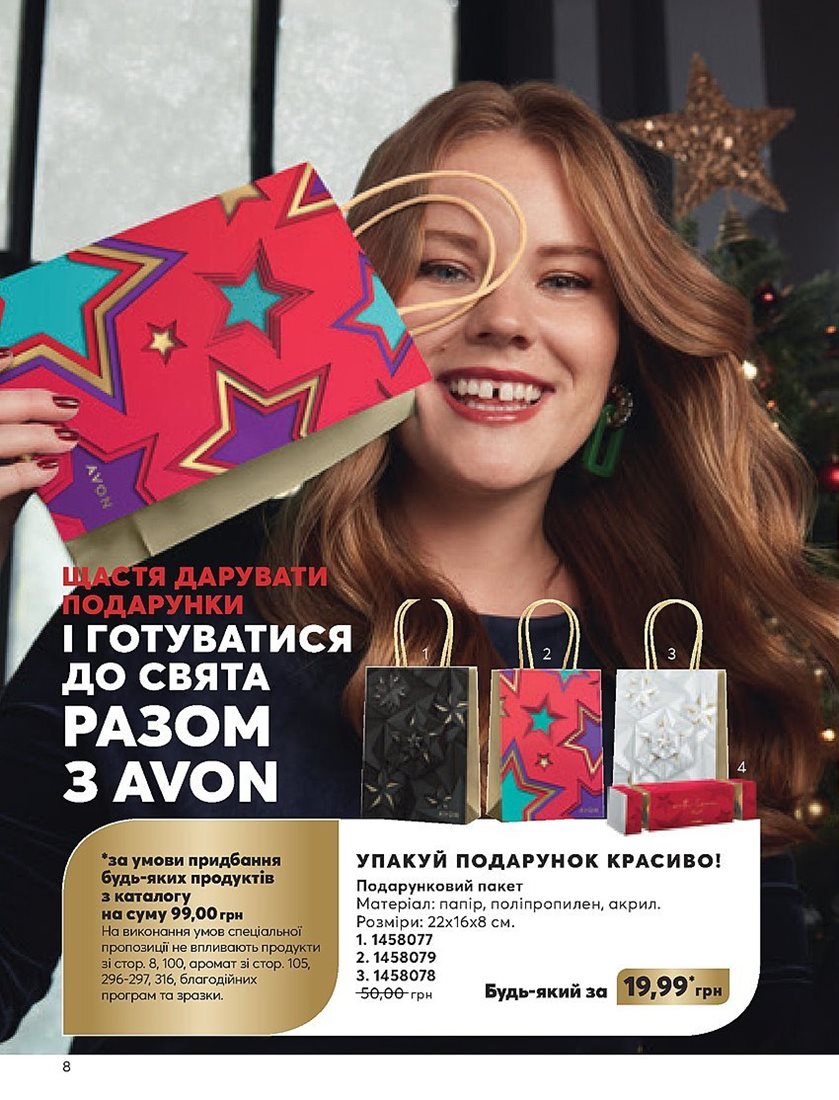 AVON
ЩАСТЯ ДАРУВАТИ
ПОДАРУНКИ
І ГОТУВАТИСЯ
ДО СВЯТА
РАЗОМ
З AVON
1
2
3
4
*за умови придбання
будь-яких продуктів
з каталогу
на суму 99,00 грн
На виконання умов спеціальної
пропозиції не впливають продукти
зі стор. 8, 100, аромат зі стор. 105,
296-297, 316, благодійних
програм та зразки.
УПАКУЙ ПОДАРУНОК КРАСИВО!
Подарунковий пакет
Матеріал: папір, поліпропилен, акрил.
Розміри: 22х16х8 см.
1. 1458077
2. 1458079
3. 1458078
50,00 грн
Будь-який за 19,99* грн
8